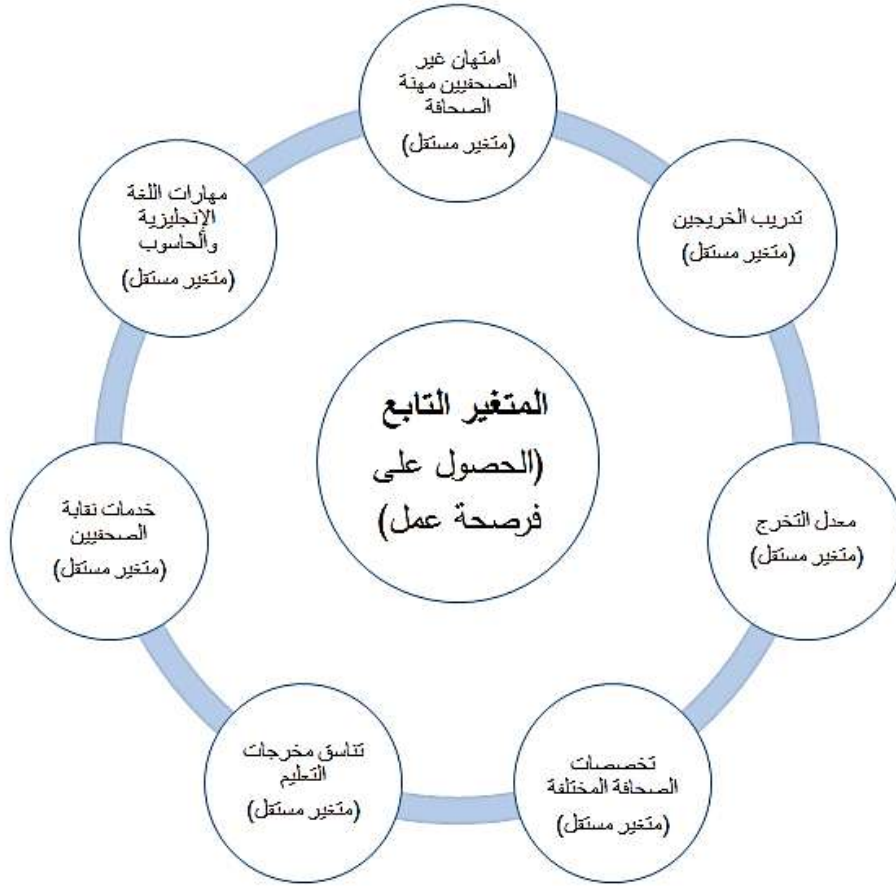 امتهان غير
الصحفيين مهنة
الصحافة
(متغير مستقل)
تدريب الخريجين
(متغير مستقل)
معدل التخرج
(متغير مستقل)
تخصصات
الصحافة المختلفة
(متغير مستقل)
تناسق مخرجات
التعليم
(متغير مستقل)
خدمات نقابة
الصحفيين
(متغير مستقل)
مهارات اللغة
الإنجليزية
والحاسوب
(متغير مستقل)
المتغير التابع
(الحصول على
فرصحة عمل)